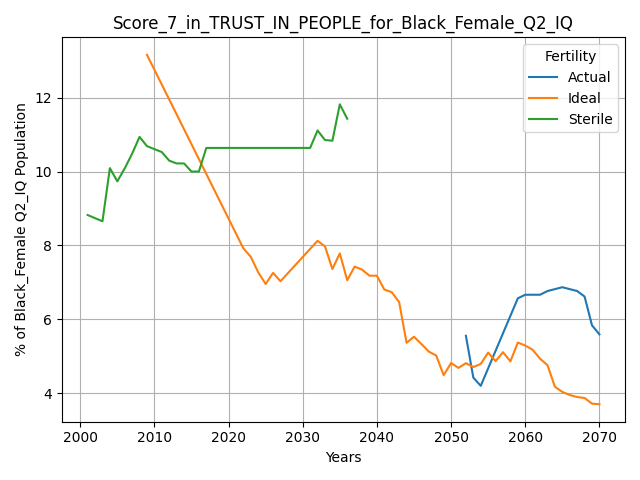 Score_7_in_TRUST_IN_PEOPLE_for_Black_Female_Q2_IQ
Fertility
Actual
Ideal
Sterile
% of Black_Female Q2_IQ Population
12
10
8
6
4
2000 2010 2020 2030 2040 2050 2060 2070
Years